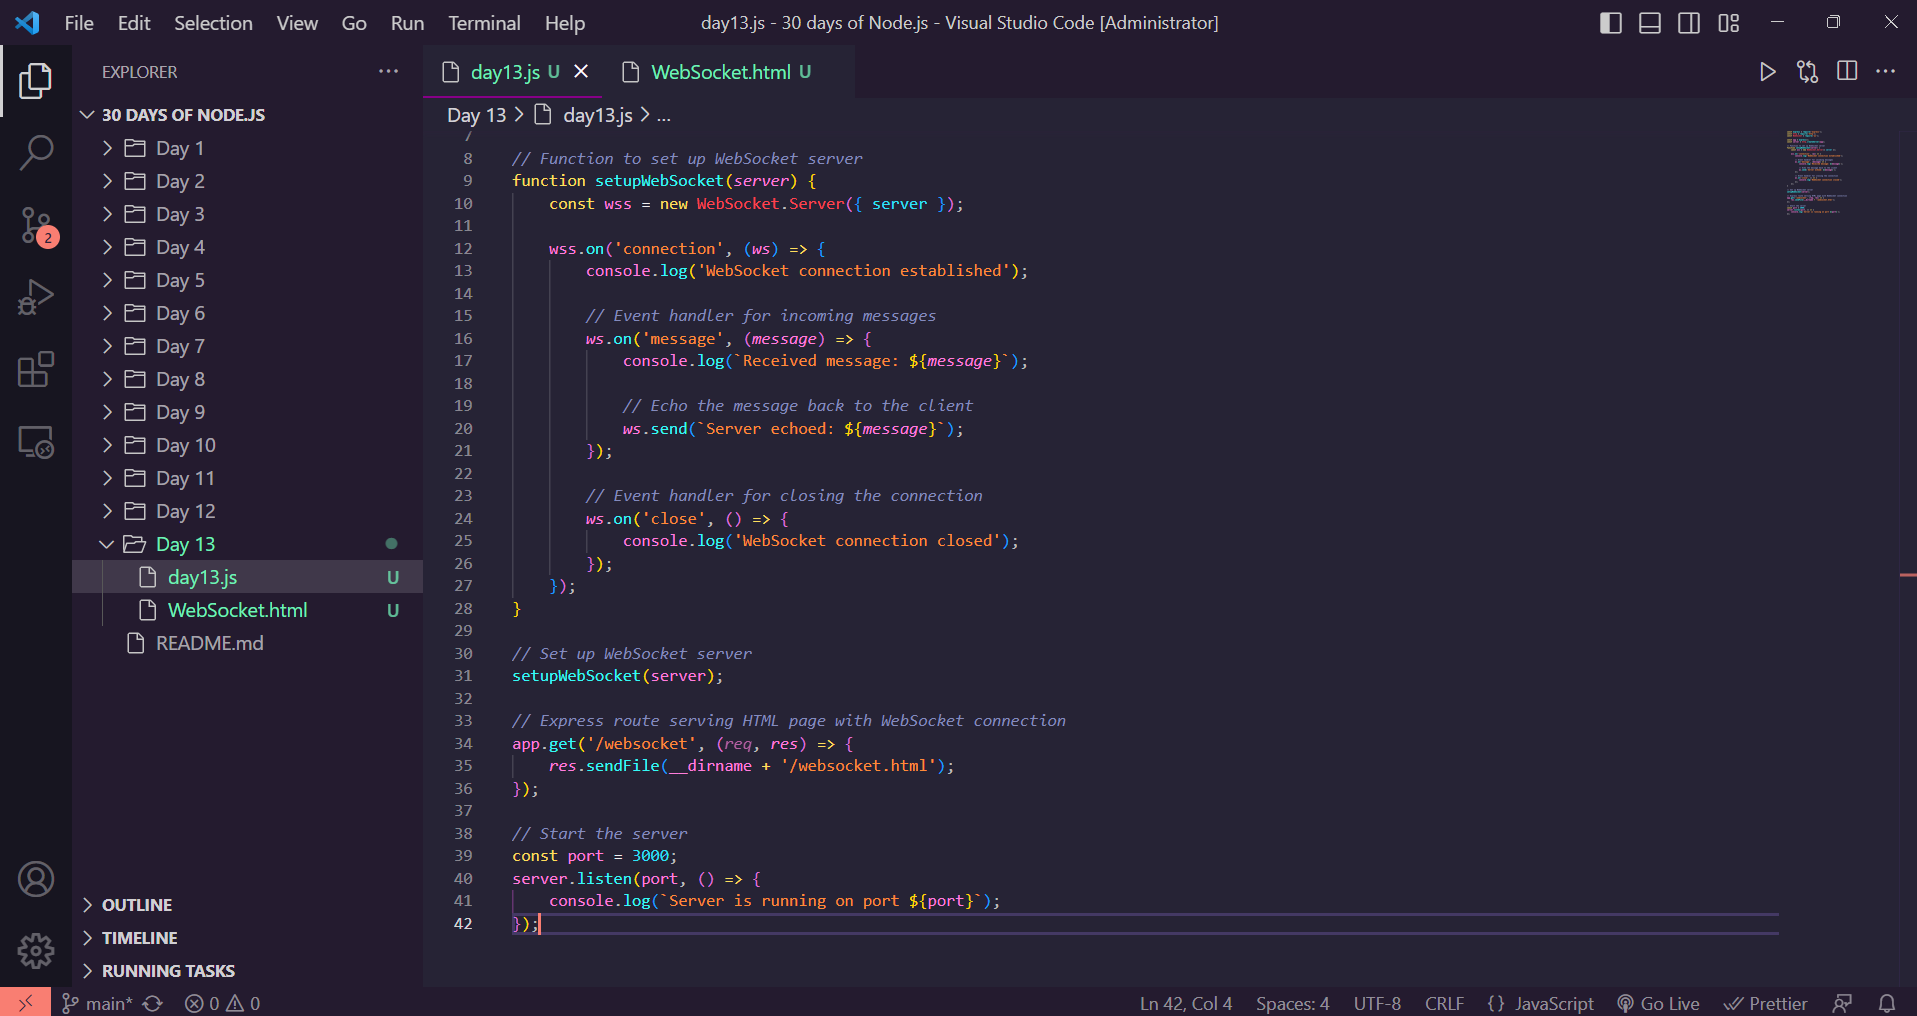 File Edit Selection View Go Run Terminal Help day13.js - 30 days of Node.js - Visual Studio Code [Administrator]
EXPLORER
30 DAYS OF NODE.JS
Day 1
Day 2
Day 3
Day 4
Day 5
Day 6
Day 7
Day 8
Day 9
Day 10
Day 11
Day 12
Day 13
day13.js U
WebSocket.html U
README.md
OUTLINE
TIMELINE
RUNNING TASKS
2
day13.js U WebSocket.html U
Day 13 > day13.js > ...
7
8 // Function to set up WebSocket server
9 function setupWebSocket(server) {
10     const wss = new WebSocket.Server({ server });
11
12     wss.on('connection', (ws) => {
13         console.log('WebSocket connection established');
14
15         // Event handler for incoming messages
16         ws.on('message', (message) => {
17             console.log(`Received message: ${message}`);
18
19             // Echo the message back to the client
20             ws.send(`Server echoed: ${message}`);
21         });
22
23         // Event handler for closing the connection
24         ws.on('close', () => {
25             console.log('WebSocket connection closed');
26         });
27     });
28 }
29
30 // Set up WebSocket server
31 setupWebSocket(server);
32
33 // Express route serving HTML page with WebSocket connection
34 app.get('/websocket', (req, res) => {
35     res.sendFile(__dirname + '/websocket.html');
36 });
37
38 // Start the server
39 const port = 3000;
40 server.listen(port, () => {
41     console.log(`Server is running on port ${port}`);
42 });
main* 0 0 Ln 42, Col 4 Spaces: 4 UTF-8 CRLF {} JavaScript Go Live Prettier